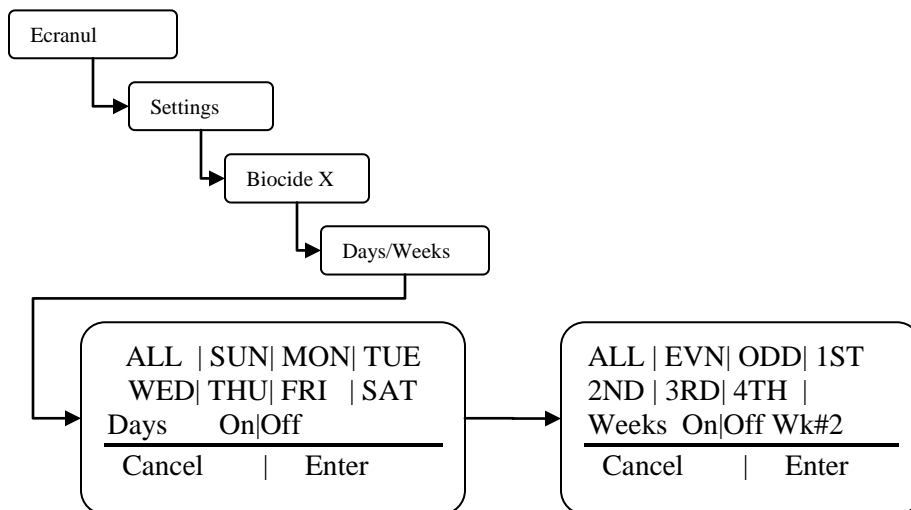 Ecranul
Settings
Biocide X
Days/Weeks
ALL | SUN| MON| TUE
WED| THU| FRI | SAT
Days On|Off
Cancel | Enter
ALL | EVN| ODD| 1ST
2ND | 3RD| 4TH |
Weeks On|Off Wk#2
Cancel | Enter